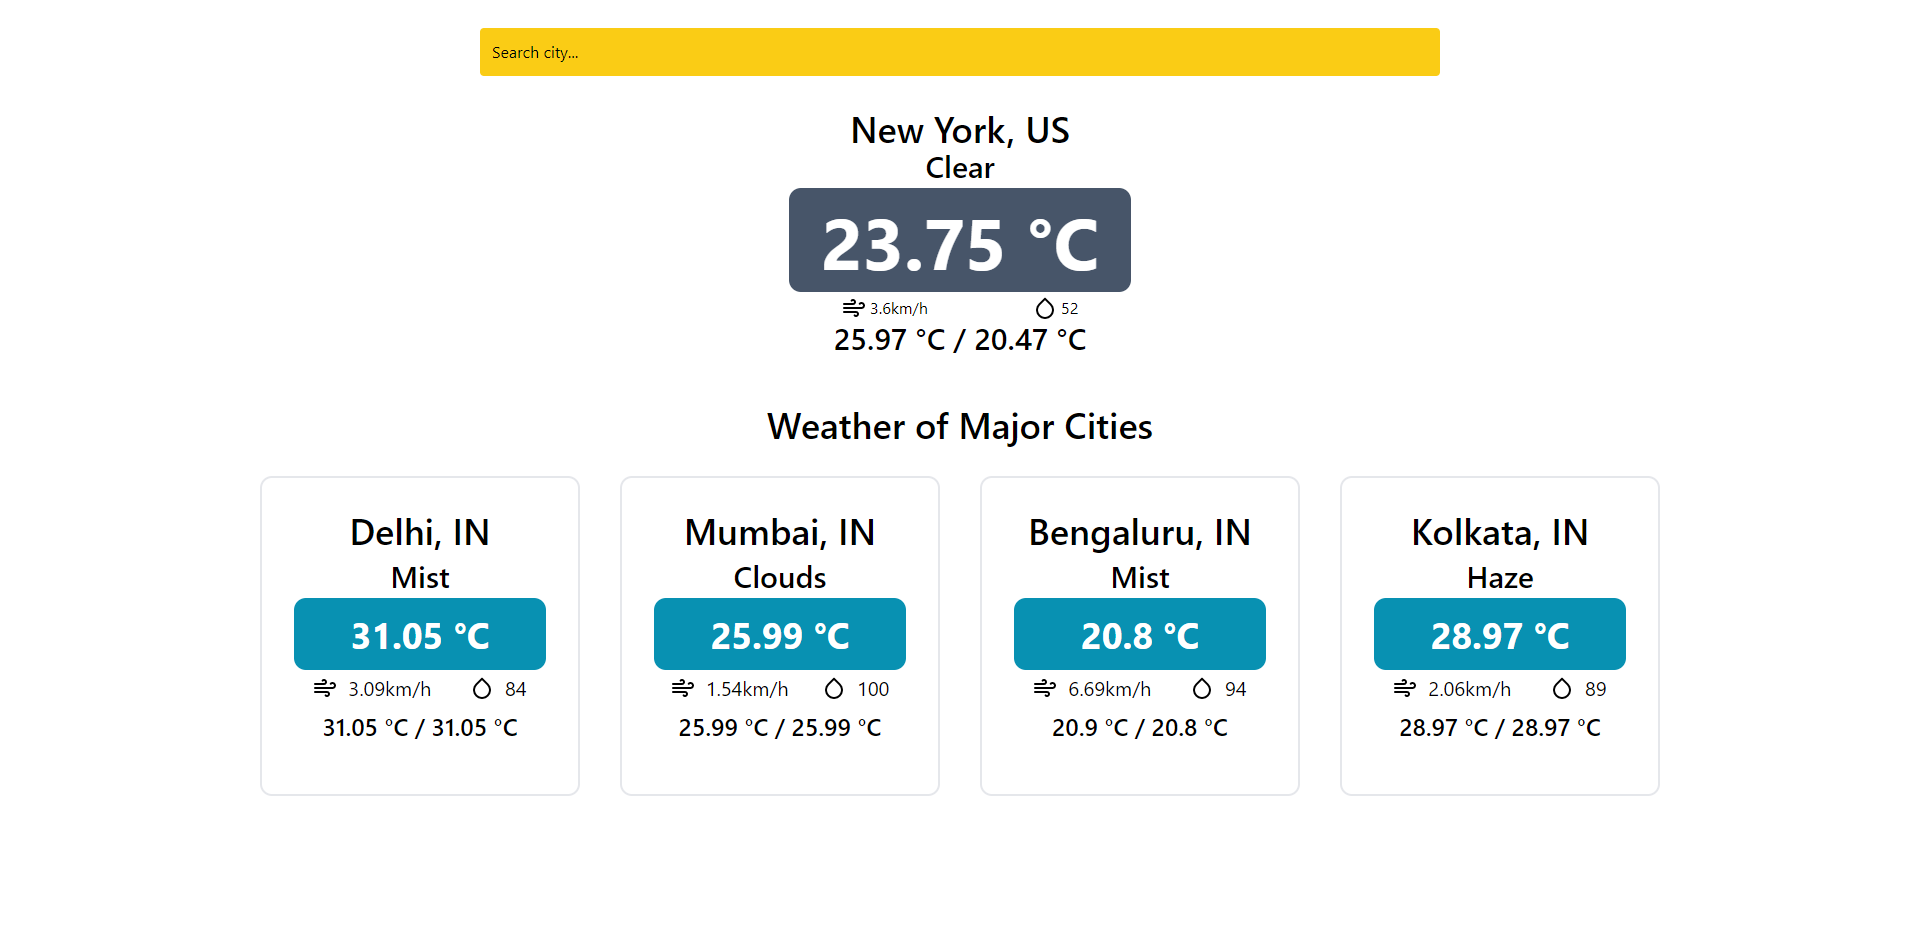 Search city...
New York, US
Clear
23.75 °C
3.6km/h 52
25.97 °C / 20.47 °C
Weather of Major Cities
Delhi, IN
Mist
31.05 °C
3.09km/h 84
31.05 °C / 31.05 °C
Mumbai, IN
Clouds
25.99 °C
1.54km/h 100
25.99 °C / 25.99 °C
Bengaluru, IN
Mist
20.8 °C
6.69km/h 94
20.9 °C / 20.8 °C
Kolkata, IN
Haze
28.97 °C
2.06km/h 89
28.97 °C / 28.97 °C